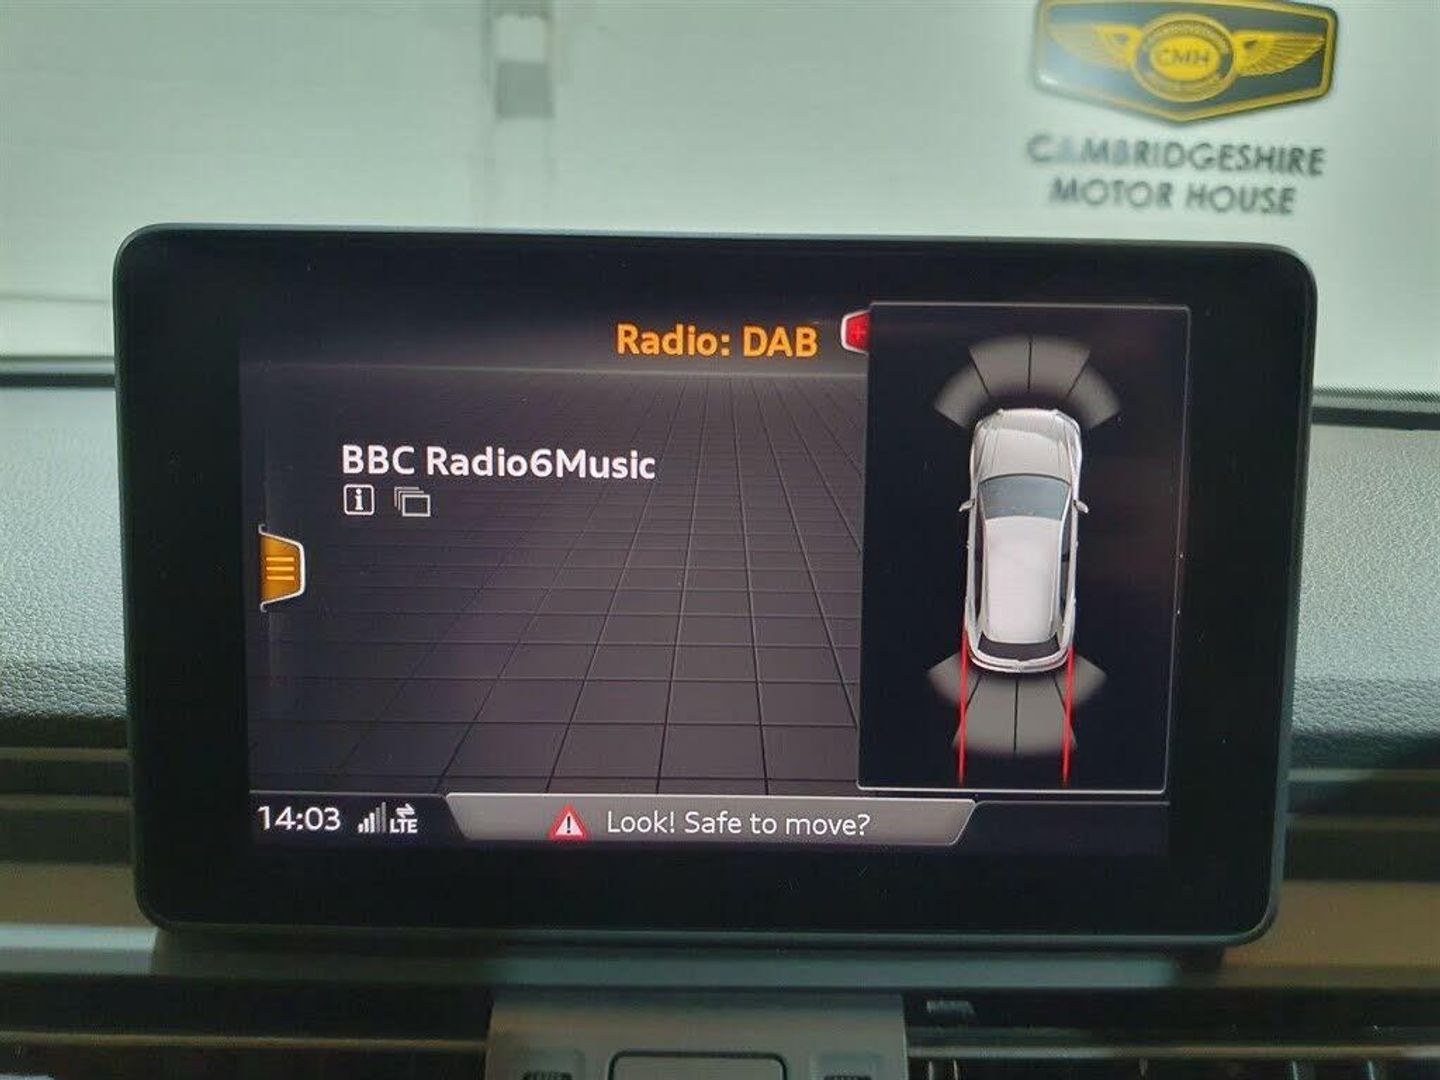 CMH
CAMBRIDGESHIRE
MOTOR HOUSE
Radio: DAB
BBC Radio6Music
14:03
LTE
Look! Safe to move?